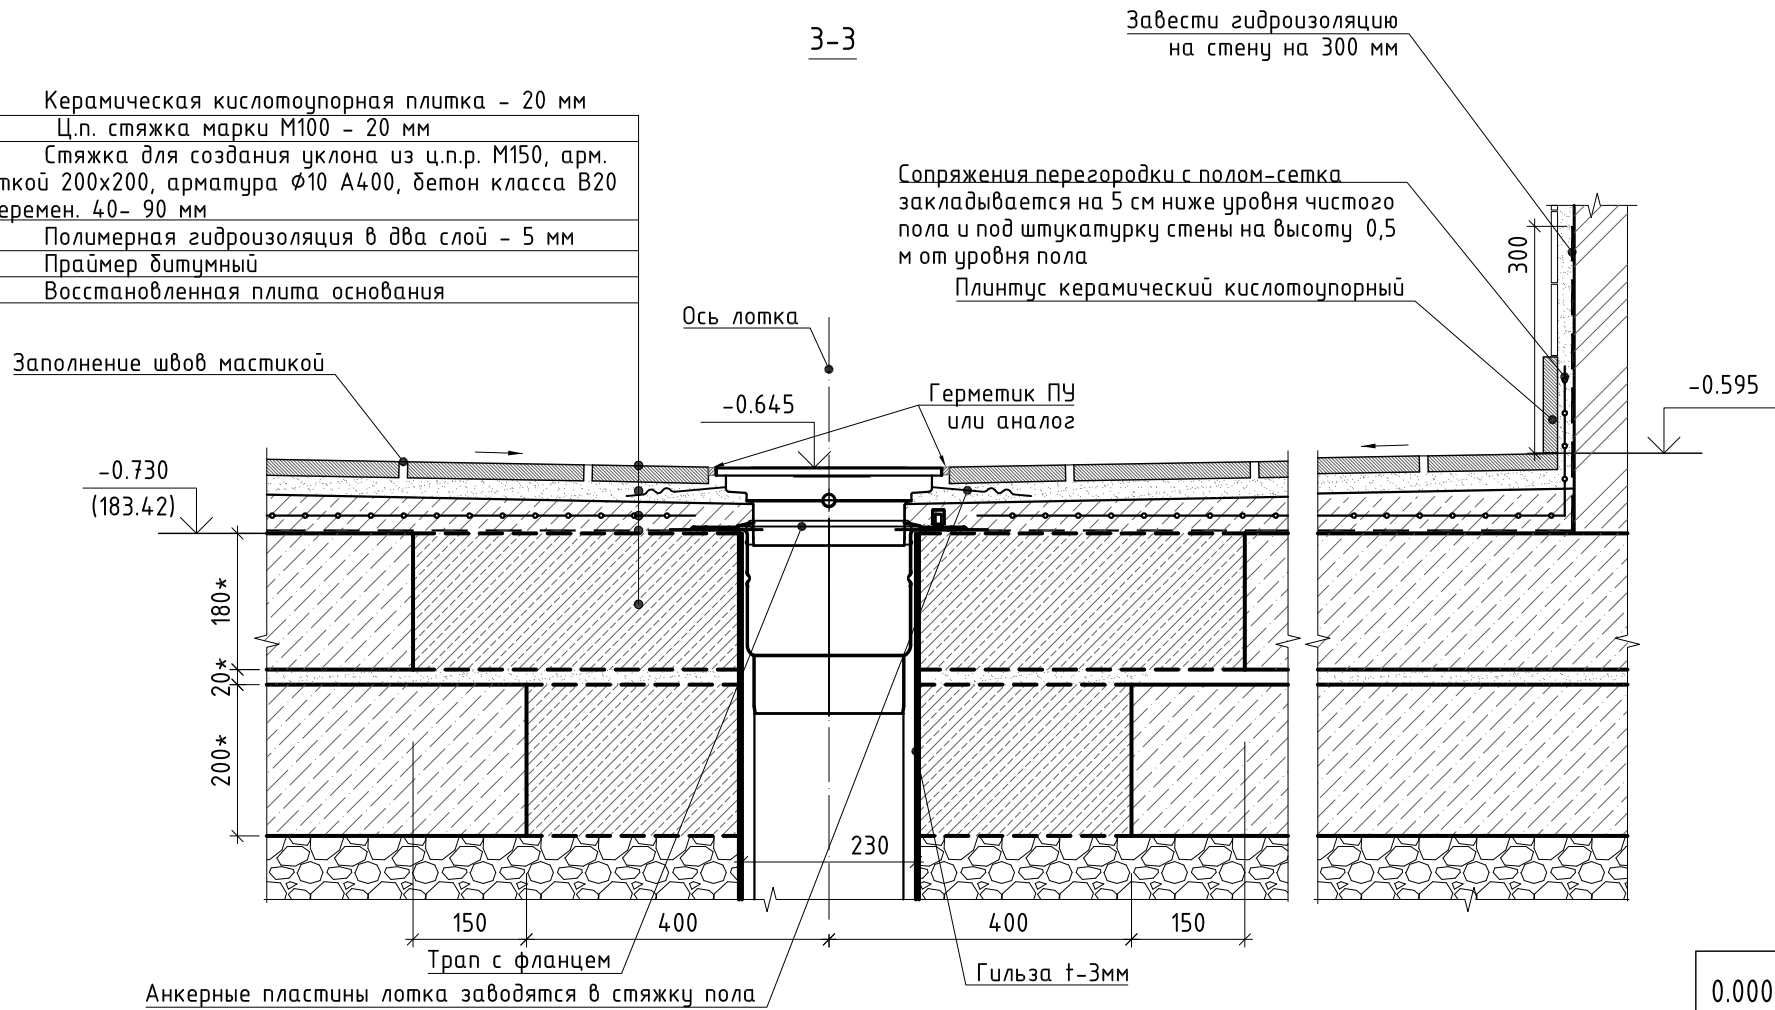 3-3
Завести гидроизоляцию
на стену на 300 мм
Керамическая кислотоупорная плитка - 20 мм
Ц.п. стяжка марки М100 - 20 мм
Стяжка для создания уклона из ц.п.р. М150, арм.
ткой 200х200, арматура Ф10 А400, бетон класса В20
еремен. 40- 90 мм
Полимерная гидроизоляция в два слой - 5 мм
Праймер битумный
Восстановленная плита основания
Сопряжения перегородки с полом-сетка
закладывается на 5 см ниже уровня чистого
пола и под штукатурку стены на высоту 0,5
м от уровня пола
Плинтус керамический кислотоупорный
300
Ось лотка
Заполнение швов мастикой
Герметик ПУ
или аналог
-0.645
-0.595
-0.730
(183.42)
180*
20*
200*
230
150
400
400
150
Трап с фланцем
Гильза t-3мм
Анкерные пластины лотка заводятся в стяжку пола
0.000